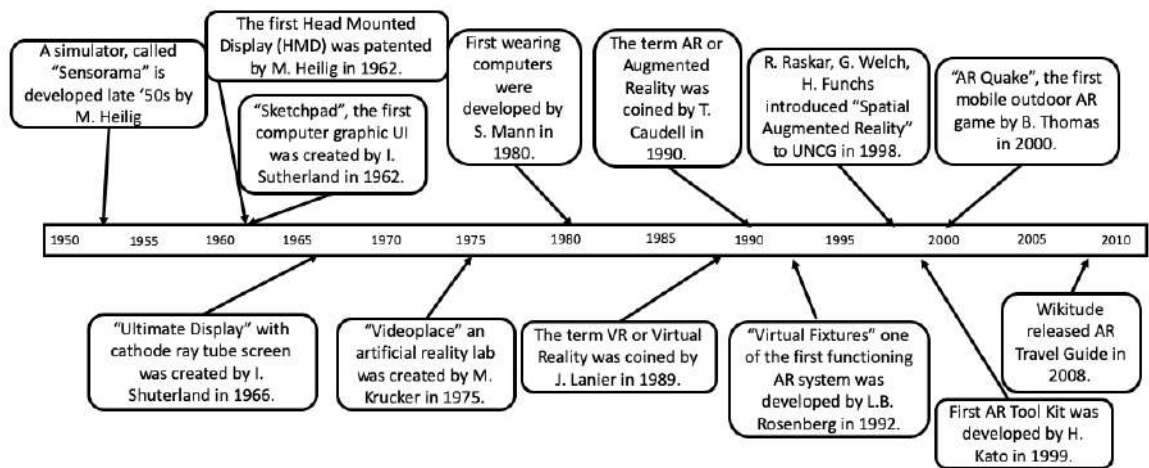 A simulator, called
“Sensorama” is
developed late ‘50s by
M. Heilig
The first Head Mounted
Display (HMD) was patented
by M. Heilig in 1962.
“Sketchpad”, the first
computer graphic UI
was created by I.
Sutherland in 1962.
First wearing
computers
were
developed by
S. Mann in
1980.
The term AR or
Augmented
Reality was
coined by T.
Caudell in
1990.
R. Raskar, G. Welch,
H. Funchs
introduced “Spatial
Augmented Reality”
to UNCG in 1998.
“AR Quake”, the first
mobile outdoor AR
game by B. Thomas
in 2000.
1950 1955 1960 1965 1970 1975 1980 1985 1990 1995 2000 2005 2010
“Ultimate Display” with
cathode ray tube screen
was created by I.
Shuterland in 1966.
“Videoplace” an
artificial reality lab
was created by M.
Krucker in 1975.
The term VR or Virtual
Reality was coined by
J. Lanier in 1989.
“Virtual Fixtures” one
of the first functioning
AR system was
developed by L.B.
Rosenberg in 1992.
First AR Tool Kit was
developed by H.
Kato in 1999.
Wikitude
released AR
Travel Guide in
2008.